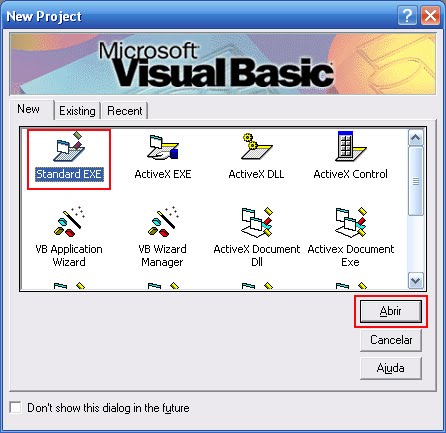 New Project
Microsoft
Visual Basic
New Existing Recent
Standard EXE ActiveX EXE ActiveX DLL ActiveX Control
VB Application Wizard VB Wizard Manager ActiveX Document Dll Activex Document Exe
Abrir
Cancelar
Ajuda
Don't show this dialog in the future